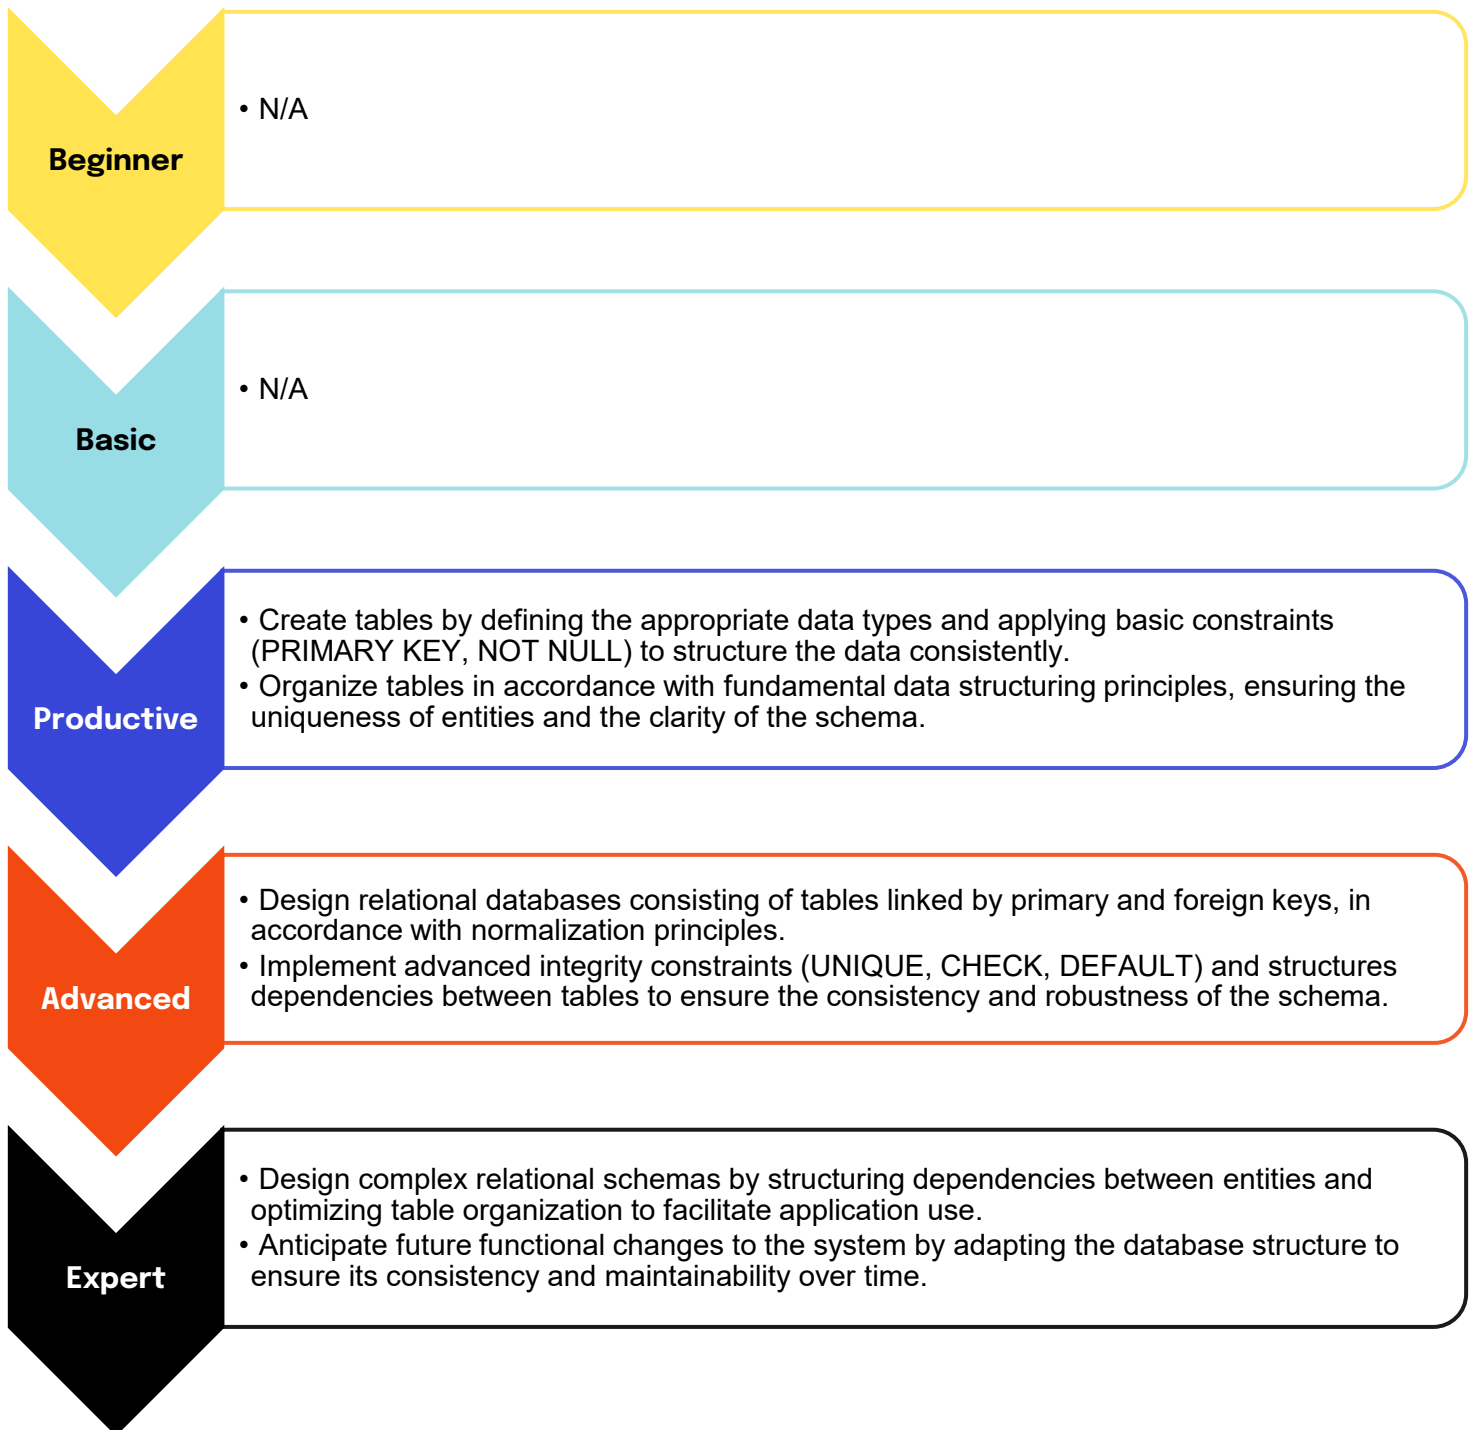 Beginner
• N/A
Basic
• N/A
Productive
• Create tables by defining the appropriate data types and applying basic constraints
(PRIMARY KEY, NOT NULL) to structure the data consistently.
• Organize tables in accordance with fundamental data structuring principles, ensuring the
uniqueness of entities and the clarity of the schema.
Advanced
• Design relational databases consisting of tables linked by primary and foreign keys, in
accordance with normalization principles.
• Implement advanced integrity constraints (UNIQUE, CHECK, DEFAULT) and structures
dependencies between tables to ensure the consistency and robustness of the schema.
Expert
• Design complex relational schemas by structuring dependencies between entities and
optimizing table organization to facilitate application use.
• Anticipate future functional changes to the system by adapting the database structure to
ensure its consistency and maintainability over time.